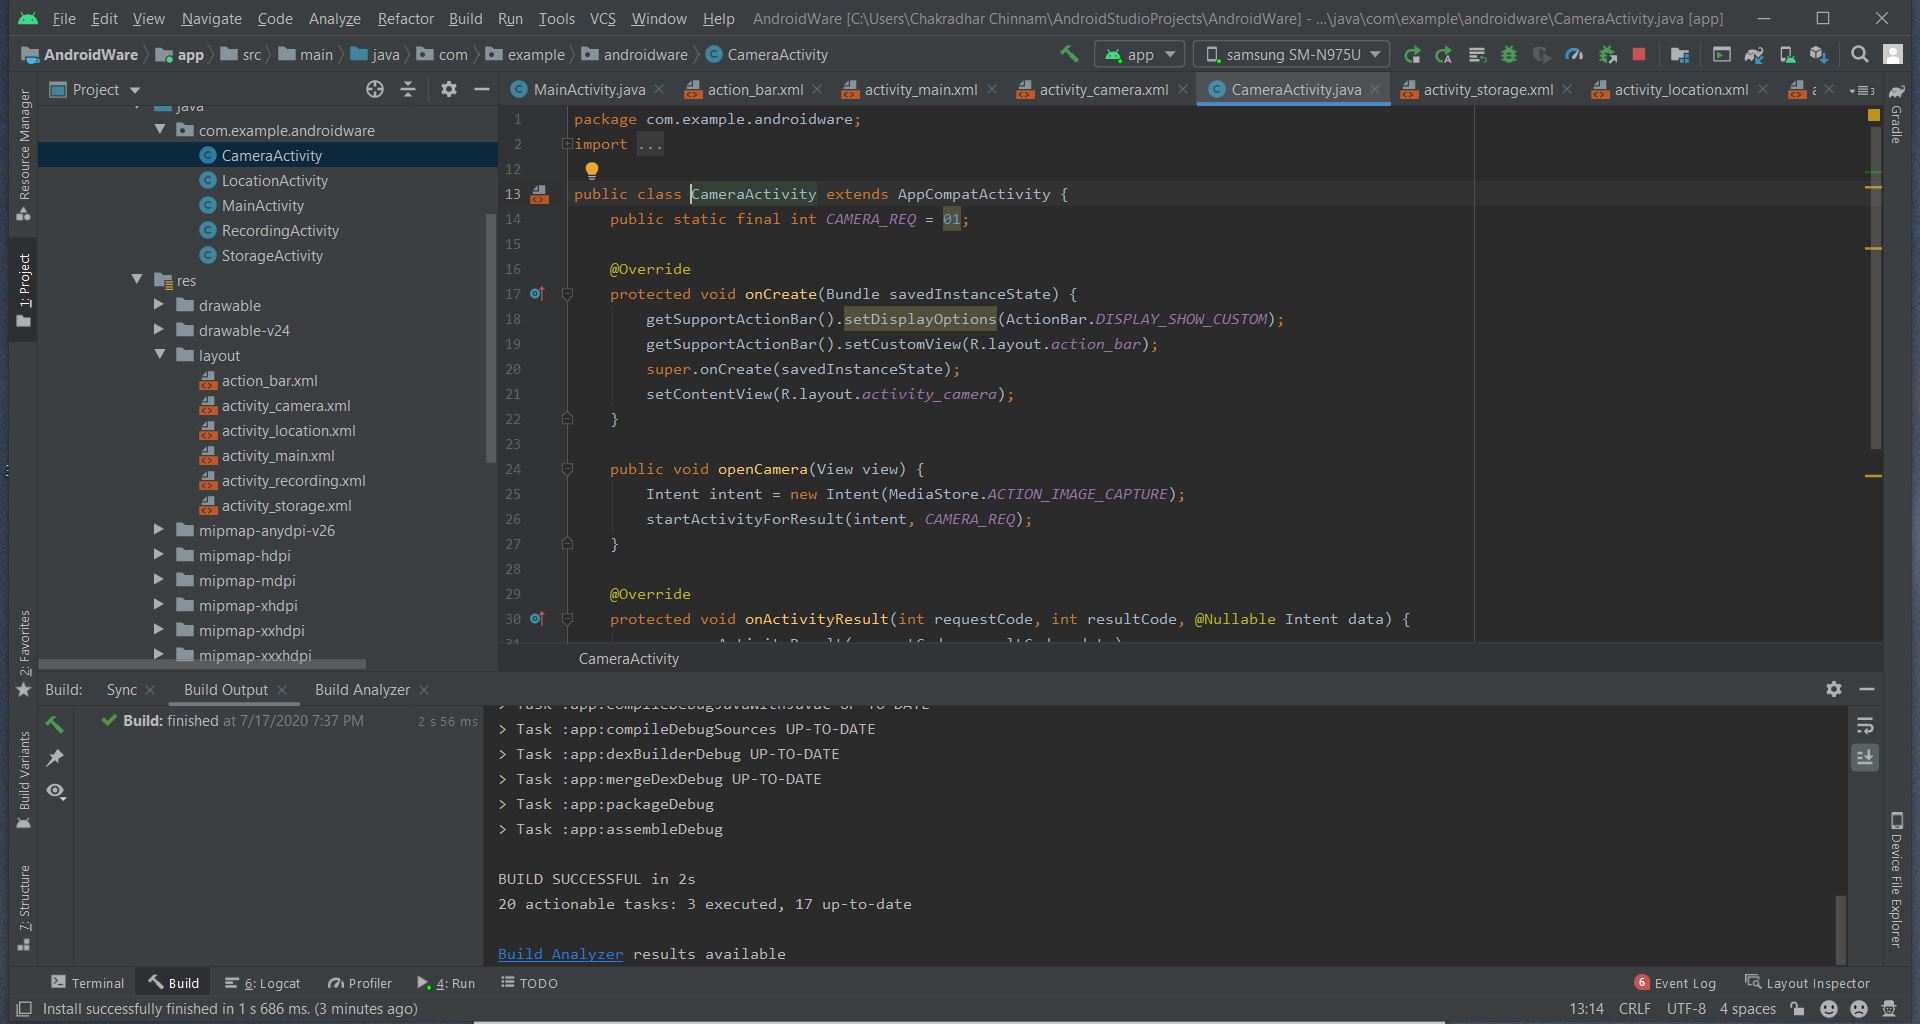 File Edit View Navigate Code Analyze Refactor Build Run Tools VCS Window Help AndroidWare [C:\Users\Chakradhar Chinnam\AndroidStudioProjects\AndroidWare] - ...\java\com\example\androidware\CameraActivity.java [app]
AndroidWare app src main java com example androidware CameraActivity app samsung SM-N975U
Project MainActivity.java action_bar.xml activity_main.xml activity_camera.xml CameraActivity.java activity_storage.xml activity_location.xml a 3
Resource Manager
1: Project
2: Favorites
Build Variants
7: Structure
java
com.example.androidware
CameraActivity
LocationActivity
MainActivity
RecordingActivity
StorageActivity
res
drawable
drawable-v24
layout
action_bar.xml
activity_camera.xml
activity_location.xml
activity_main.xml
activity_recording.xml
activity_storage.xml
mipmap-anydpi-v26
mipmap-hdpi
mipmap-mdpi
mipmap-xhdpi
mipmap-xxhdpi
mipmap-xxxhdpi
1 package com.example.androidware;
2 import ...
12
13 public class CameraActivity extends AppCompatActivity {
14 public static final int CAMERA_REQ = 01;
15
16 @Override
17 protected void onCreate(Bundle savedInstanceState) {
18 getSupportActionBar().setDisplayOptions(ActionBar.DISPLAY_SHOW_CUSTOM);
19 getSupportActionBar().setCustomView(R.layout.action_bar);
20 super.onCreate(savedInstanceState);
21 setContentView(R.layout.activity_camera);
22 }
23
24 public void openCamera(View view) {
25 Intent intent = new Intent(MediaStore.ACTION_IMAGE_CAPTURE);
26 startActivityForResult(intent, CAMERA_REQ);
27 }
28
29 @Override
30 protected void onActivityResult(int requestCode, int resultCode, @Nullable Intent data) {
CameraActivity
Gradle
Device File Explorer
Build: Sync Build Output Build Analyzer
Build: finished at 7/17/2020 7:37 PM 2 s 56 ms
> Task :app:compileDebugJavaWithJavac UP-TO-DATE
> Task :app:compileDebugSources UP-TO-DATE
> Task :app:dexBuilderDebug UP-TO-DATE
> Task :app:mergeDexDebug UP-TO-DATE
> Task :app:packageDebug
> Task :app:assembleDebug
BUILD SUCCESSFUL in 2s
20 actionable tasks: 3 executed, 17 up-to-date
Build Analyzer results available
Terminal Build 6: Logcat Profiler 4: Run TODO 6 Event Log Layout Inspector
Install successfully finished in 1 s 686 ms. (3 minutes ago) 13:14 CRLF UTF-8 4 spaces